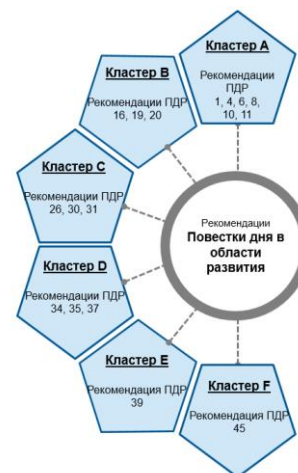 Кластер A
Рекомендации
ПДР
1, 4, 6, 8,
10, 11
Кластер B
Рекомендации ПДР
16, 19, 20
Кластер C
Рекомендации ПДР
26, 30, 31
Рекомендации
Повестки дня в
области
развития
Кластер D
Рекомендации ПДР
34, 35, 37
Кластер E
Рекомендация ПДР
39
Кластер F
Рекомендация ПДР
45